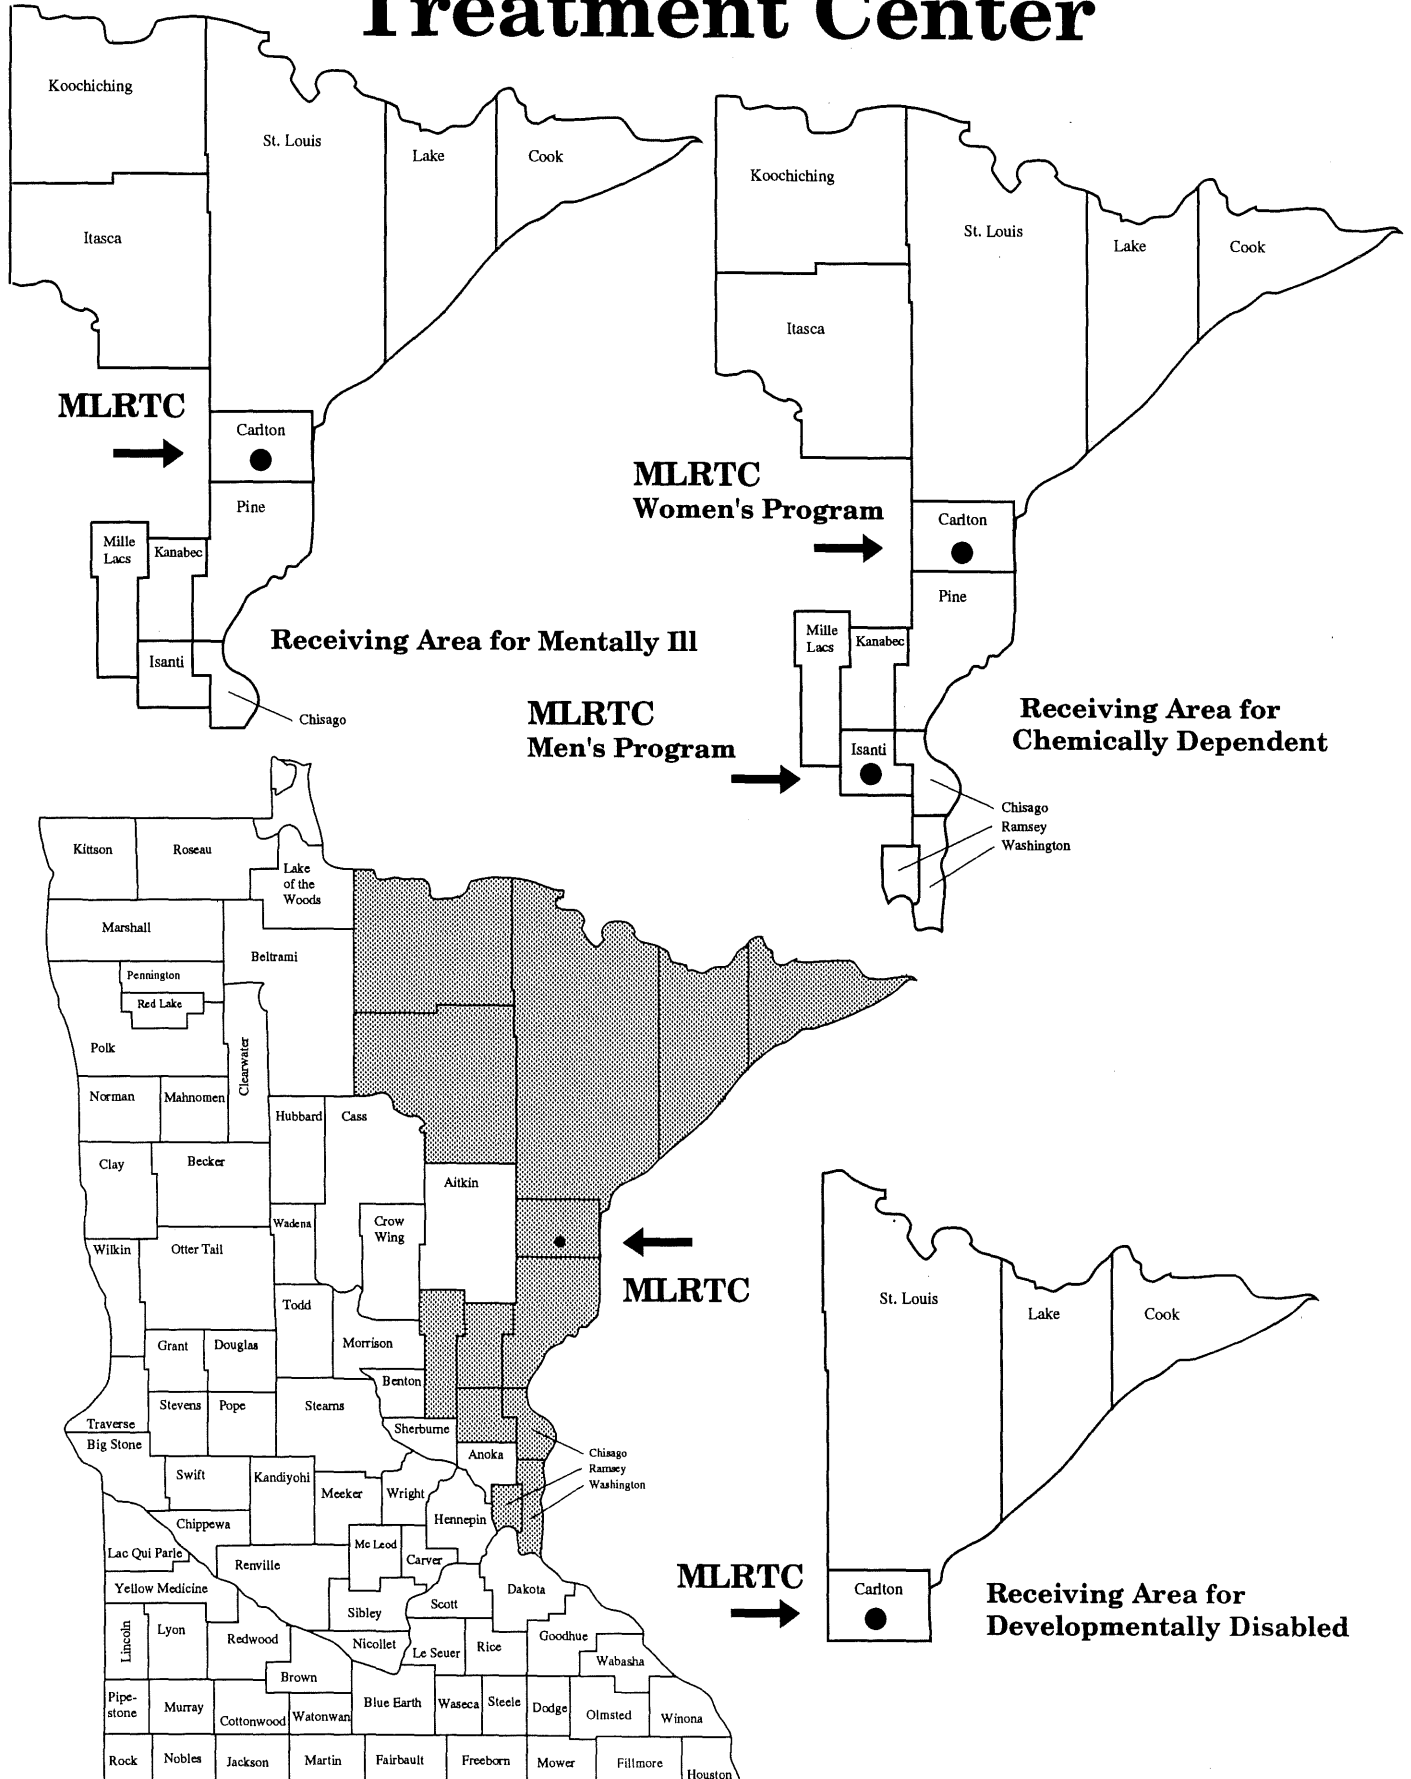 Treatment Center
Koochiching
St. Louis
Lake
Cook
Itasca
MLRTC
Carlton
Pine
Mille
Lacs
Kanabec
Isanti
Chisago
Receiving Area for Mentally Ill
Koochiching
St. Louis
Lake
Cook
Itasca
MLRTC
Women's Program
Carlton
Pine
Mille
Lacs
Kanabec
MLRTC
Men's Program
Isanti
Chisago
Ramsey
Washington
Receiving Area for
Chemically Dependent
Kittson
Roseau
Lake
of the
Woods
Marshall
Beltrami
Pennington
Red Lake
Polk
Clearwater
Norman
Mahnomen
Hubbard
Cass
Clay
Becker
Aitkin
Wadena
Crow
Wing
Wilkin
Otter Tail
MLRTC
Todd
Grant
Douglas
Morrison
Benton
Stevens
Pope
Stearns
Traverse
Big Stone
Sherburne
Anoka
Chisago
Ramsey
Washington
Swift
Kandiyohi
Meeker
Wright
Hennepin
Chippewa
Lac Qui Parle
Renville
Mc Leod
Carver
Yellow Medicine
Dakota
Scott
Sibley
Lincoln
Lyon
Redwood
Nicollet
Le Seuer
Rice
Goodhue
Wabasha
Brown
Pipe-
stone
Murray
Cottonwood
Watonwan
Blue Earth
Waseca
Steele
Dodge
Olmsted
Winona
Rock
Nobles
Jackson
Martin
Fairbault
Freeborn
Mower
Fillmore
Houston
St. Louis
Lake
Cook
MLRTC
Carlton
Receiving Area for
Developmentally Disabled